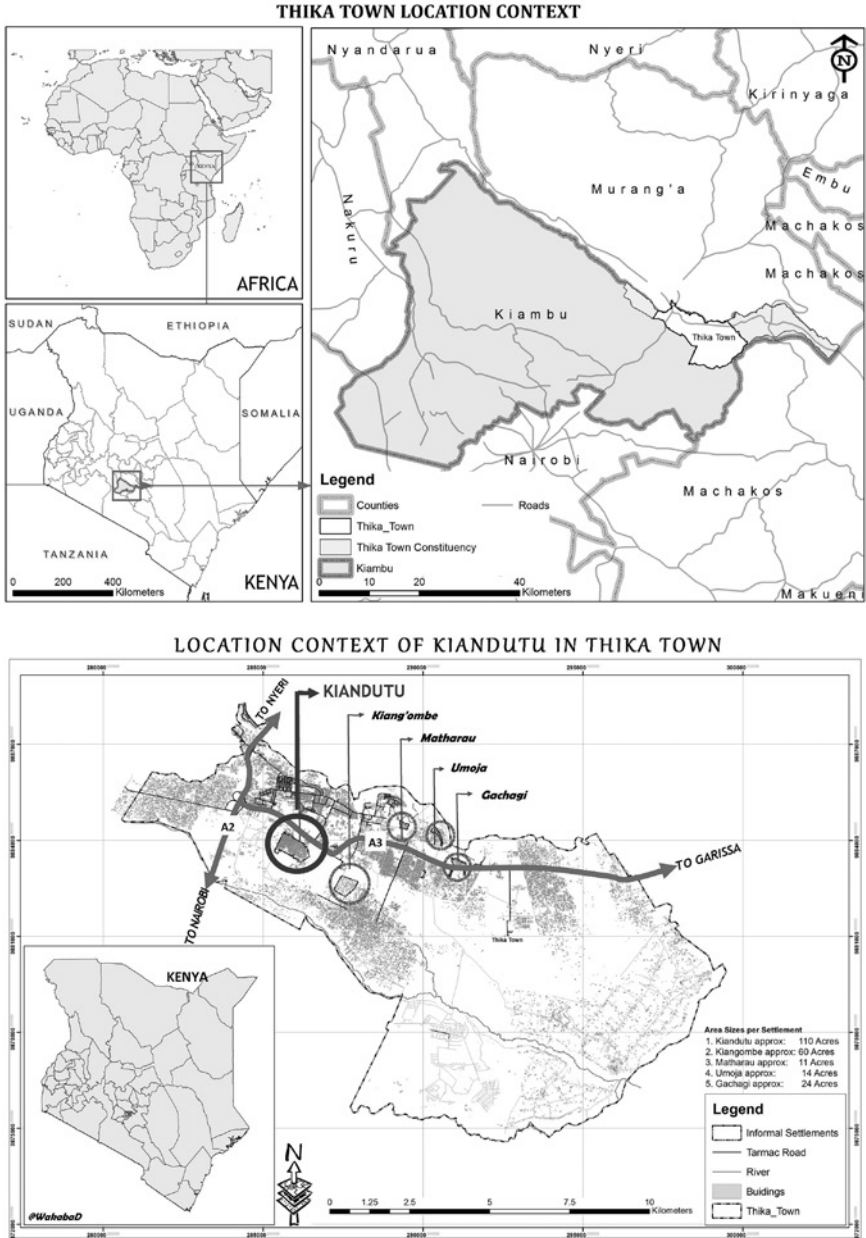 THIKA TOWN LOCATION CONTEXT
KENYA
AFRICA
SUDAN
ETHIOPIA
UGANDA
SOMALIA
TANZANIA
KENYA
0 200 400
Kilometers
N
Nyandarua
Nyeri
Kirinyaga
Embu
Murang'a
Machakos
Machakos
Nakuru
Kiambu
Thika Town
Nairobi
Machakos
Makueni
Legend
Counties
Roads
Thika_Town
Thika Town Constituency
Kiambu
0 10 20 40
Kilometers
LOCATION CONTEXT OF KIANDUTU IN THIKA TOWN
KIANDUTU
Kiang'ombe
Matharau
Umoja
Gachagi
TO NYERI
A2
A3
TO GARISSA
TO NAIROBI
Thika Town
KENYA
@WakabaD
N
0 1.25 2.5 5 7.5 10
Kilometers
Area Sizes per Settlement
1. Kiandutu approx: 110 Acres
2. Kiangombe approx: 60 Acres
3. Matharau approx: 11 Acres
4. Umoja approx: 14 Acres
5. Gachagi approx: 24 Acres
Legend
Informal Settlements
Tarmac Road
River
Buidings
Thika_Town